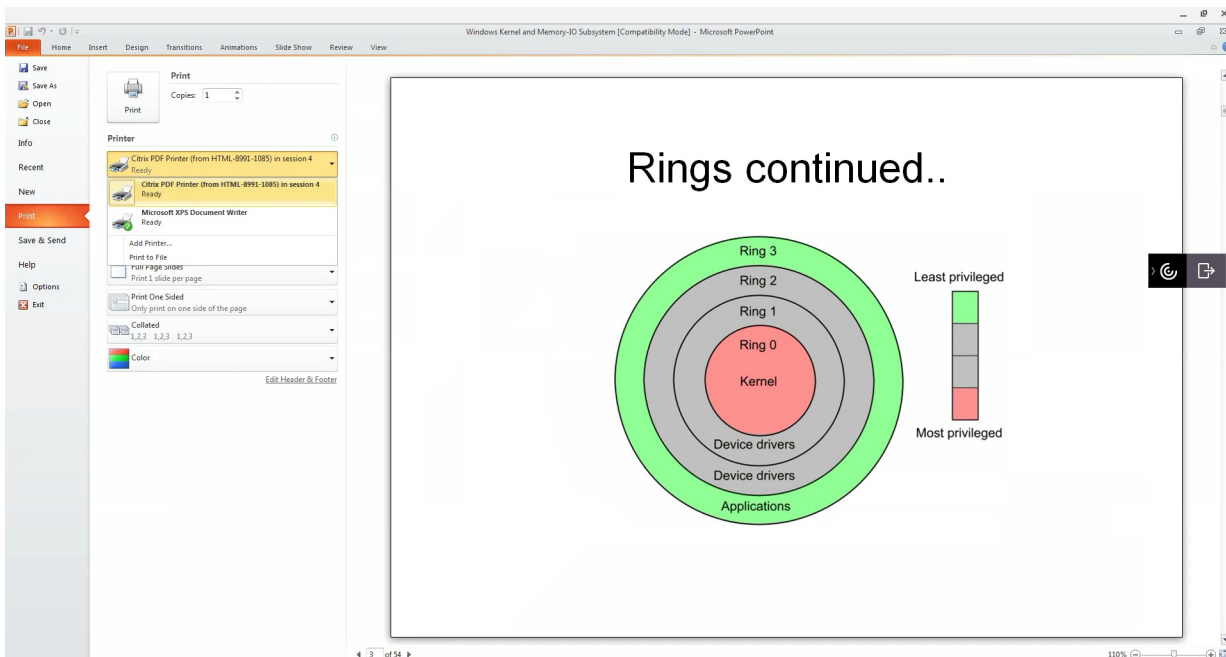 Windows Kernel and Memory-IO Subsystem [Compatibility Mode] - Microsoft PowerPoint
File Home Insert Design Transitions Animations Slide Show Review View
Save
Save As
Open
Close
Info
Recent
New
Print
Save & Send
Help
Options
Exit
Print
Print
Copies: 1
Printer
Citrix PDF Printer (from HTML-8991-1085) in session 4
Ready
Citrix PDF Printer (from HTML-8991-1085) in session 4
Ready
Microsoft XPS Document Writer
Ready
Add Printer...
Print to File
Full Page Slides
Print 1 slide per page
Print One Sided
Only print on one side of the page
Collated
1,2,3 1,2,3 1,2,3
Color
Edit Header & Footer
Rings continued..
Ring 3
Ring 2
Ring 1
Ring 0
Kernel
Device drivers
Device drivers
Applications
Least privileged
Most privileged
3 of 54
110%